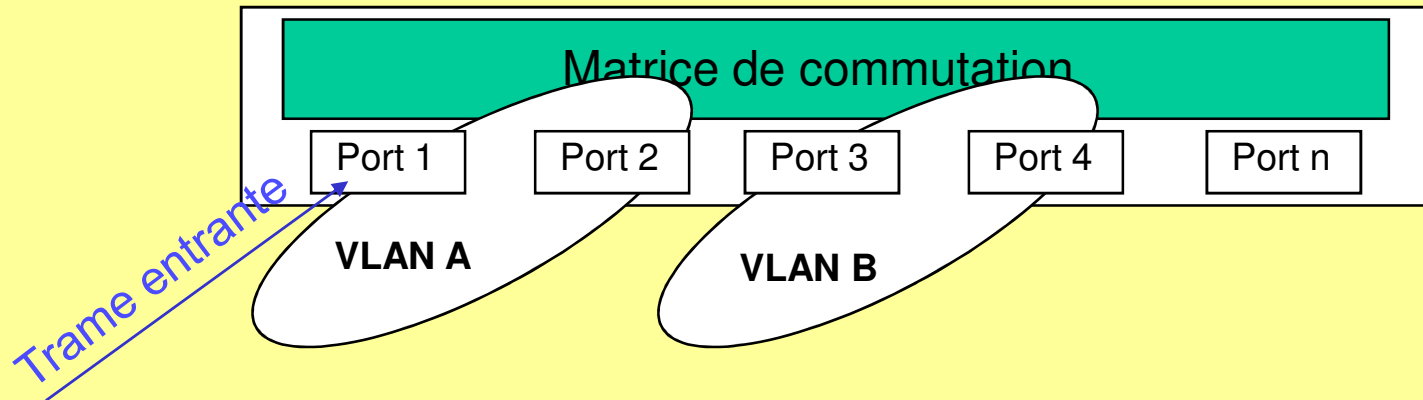 Matrice de commutation
Port 1
Port 2
Port 3
Port 4
Port n
Trame entrante
VLAN A
VLAN B